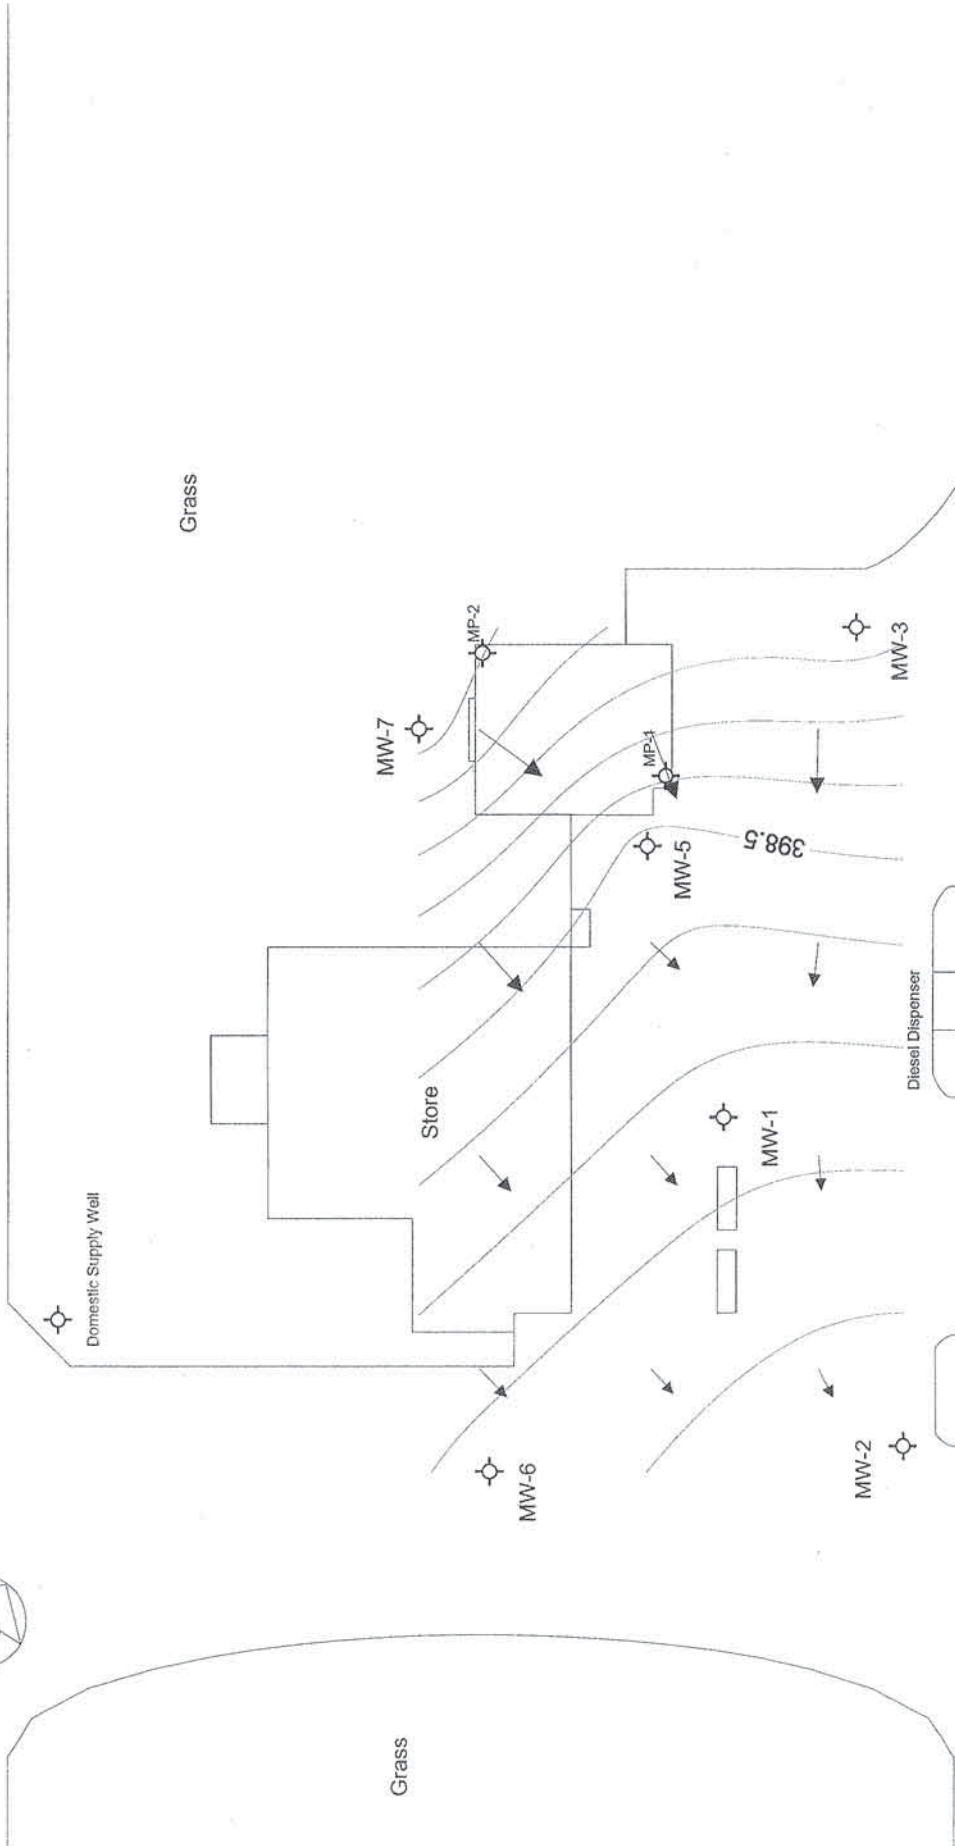 Grass
MP-2
MW-7
MW-3
MP-1
MW-5
398.5
Diesel Dispenser
Store
MW-1
Domestic Supply Well
MW-6
MW-2
Grass